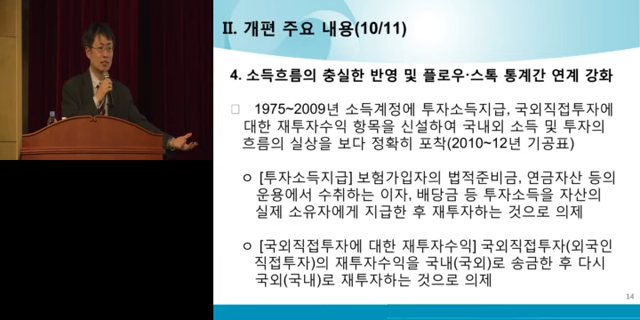 II. 개편 주요 내용(10/11)
4. 소득흐름의 충실한 반영 및 플로우·스톡 통계간 연계 강화
□ 1975~2009년 소득계정에 투자소득지급, 국외직접투자에
대한 재투자수익 항목을 신설하여 국내외 소득 및 투자의
흐름의 실상을 보다 정확히 포착(2010~12년 기공표)
ㅇ [투자소득지급] 보험가입자의 법적준비금, 연금자산 등의
운용에서 수취하는 이자, 배당금 등 투자소득을 자산의
실제 소유자에게 지급한 후 재투자하는 것으로 의제
ㅇ [국외직접투자에 대한 재투자수익] 국외직접투자(외국인
직접투자)의 재투자수익을 국내(국외)로 송금한 후 다시
국외(국내)로 재투자하는 것으로 의제
14